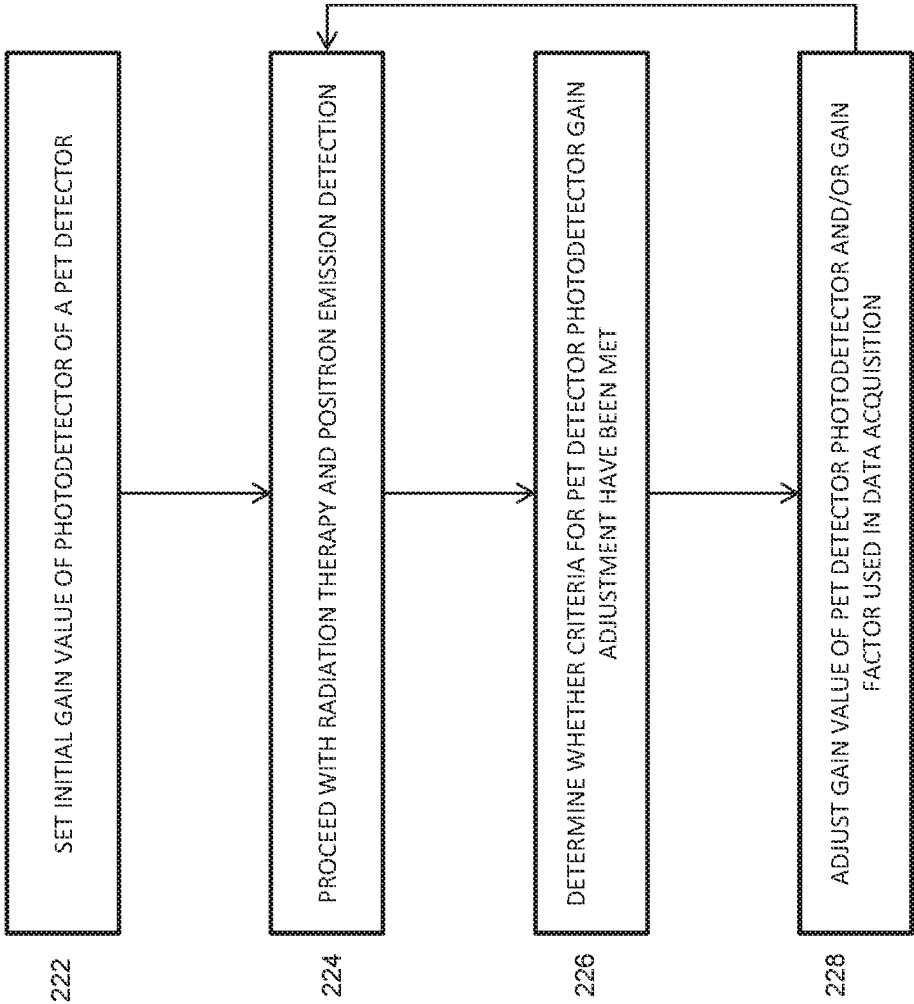 222
SET INITIAL GAIN VALUE OF PHOTODETECTOR OF A PET DETECTOR
224
PROCEED WITH RADIATION THERAPY AND POSITRON EMISSION DETECTION
226
DETERMINE WHETHER CRITERIA FOR PET DETECTOR PHOTODETECTOR GAIN
ADJUSTMENT HAVE BEEN MET
228
ADJUST GAIN VALUE OF PET DETECTOR PHOTODETECTOR AND/OR GAIN
FACTOR USED IN DATA ACQUISITION